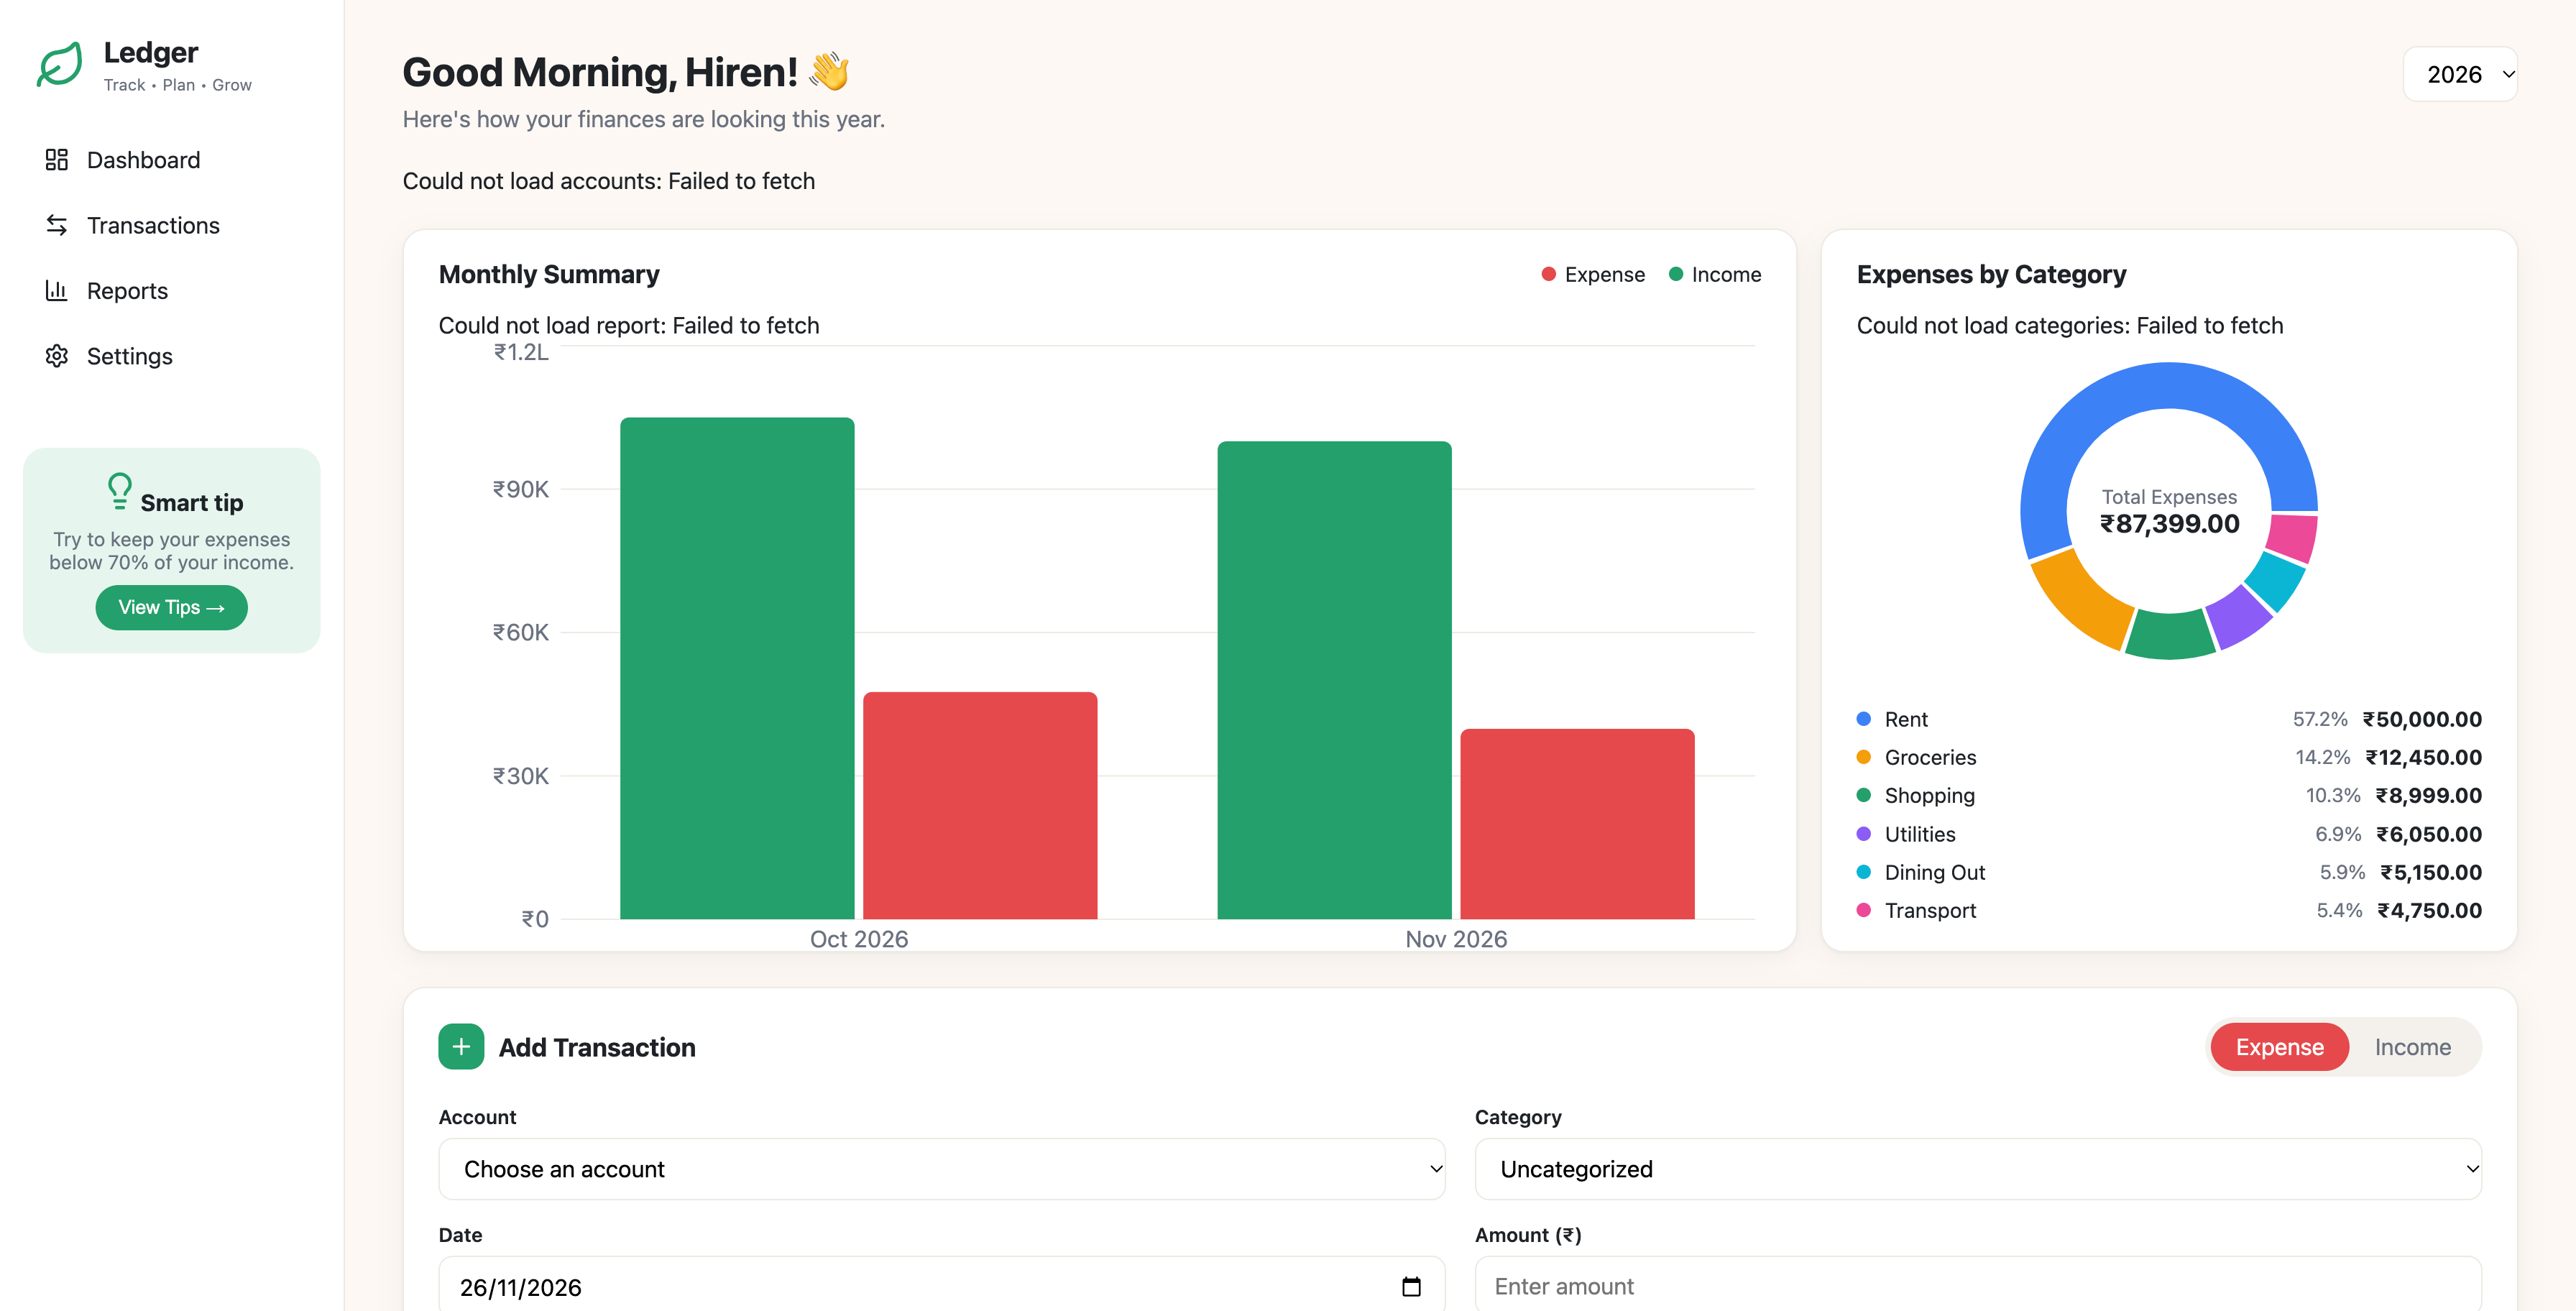 Ledger
Track • Plan • Grow
Dashboard
Transactions
Reports
Settings
Smart tip
Try to keep your expenses
below 70% of your income.
View Tips →
Good Morning, Hiren! 👋
2026
Here's how your finances are looking this year.
Could not load accounts: Failed to fetch
Monthly Summary
Expense
Income
Could not load report: Failed to fetch
₹1.2L
₹90K
₹60K
₹30K
₹0
Oct 2026
Nov 2026
Expenses by Category
Could not load categories: Failed to fetch
Total Expenses
₹87,399.00
Rent 57.2% ₹50,000.00
Groceries 14.2% ₹12,450.00
Shopping 10.3% ₹8,999.00
Utilities 6.9% ₹6,050.00
Dining Out 5.9% ₹5,150.00
Transport 5.4% ₹4,750.00
Add Transaction
Expense
Income
Account
Choose an account
Category
Uncategorized
Date
26/11/2026
Amount (₹)
Enter amount